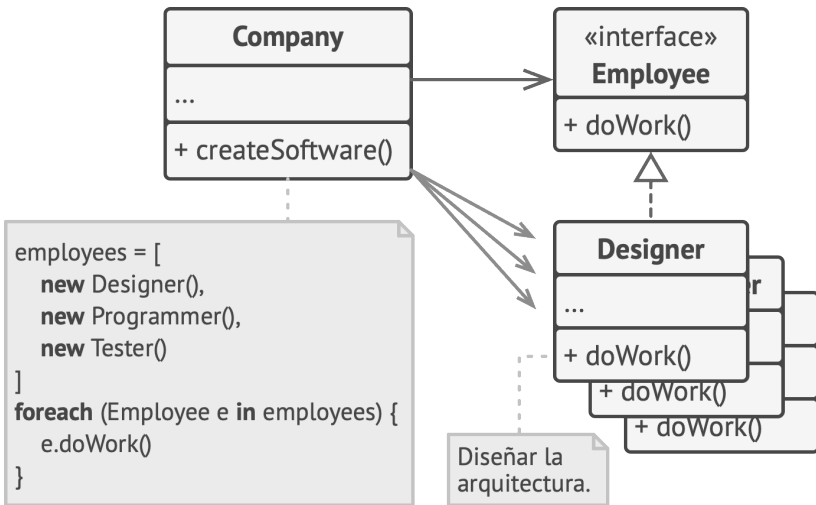 Company
...
+ createSoftware()
«interface»
Employee
+ doWork()
employees = [
new Designer(),
new Programmer(),
new Tester()
]
foreach (Employee e in employees) {
e.doWork()
}
Designer
...
+ doWork()
er
+ doWork()
+ doWork()
Diseñar la
arquitectura.